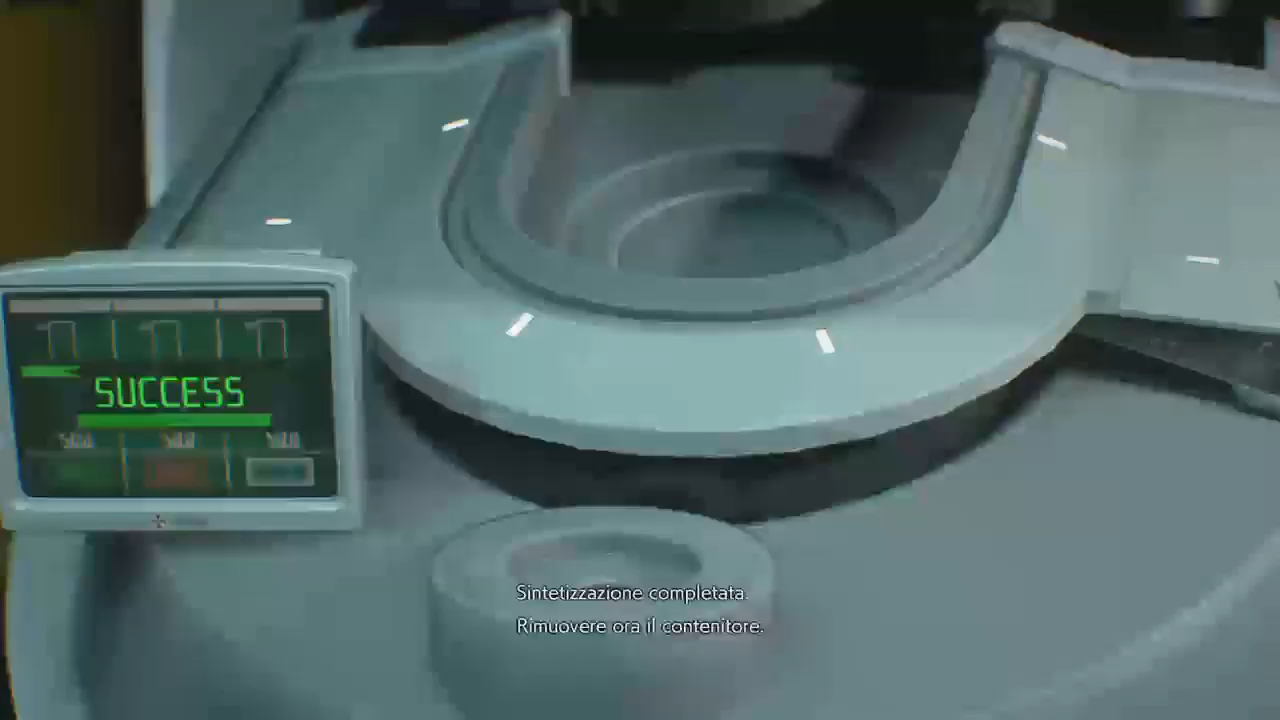 SUCCESS
Sintetizzazione completata.
Rimuovere ora il contenitore.